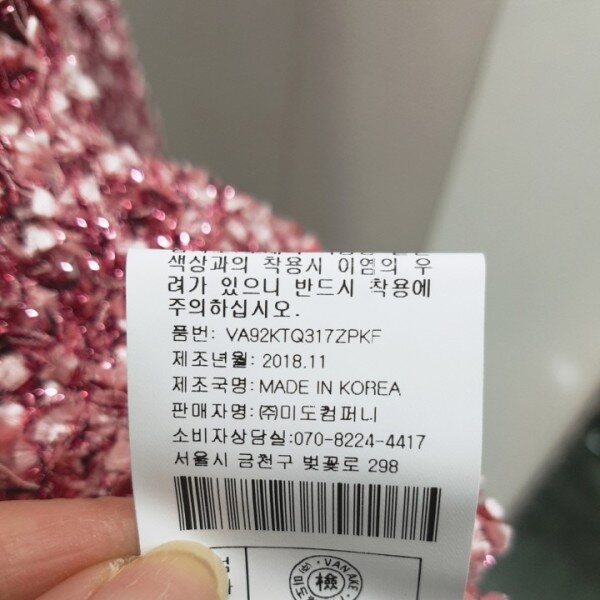 색상과의 착용시 이염의 우
려가 있으니 반드시 착용에
주의하십시오.
품번: VA92KTQ317ZPKF
제조년월: 2018.11
제조국명: MADE IN KOREA
판매자명: ㈜미도컴퍼니
소비자상담실:070-8224-4417
서울시 금천구 벚꽃로 298
VAN AKE
檢